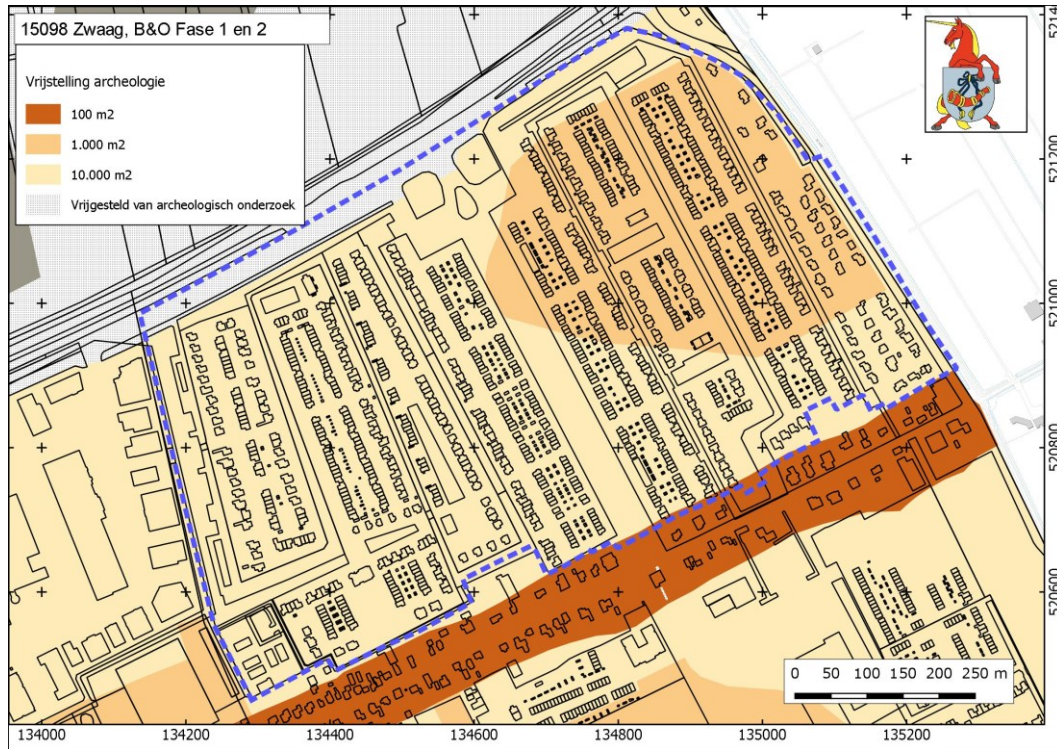 15098 Zwaag, B&O Fase 1 en 2
Vrijstelling archeologie
100 m2
1.000 m2
10.000 m2
Vrijgesteld van archeologisch onderzoek
521400
521200
521000
520800
520600
0 50 100 150 200 250 m
134000 134200 134400 134600 134800 135000 135200